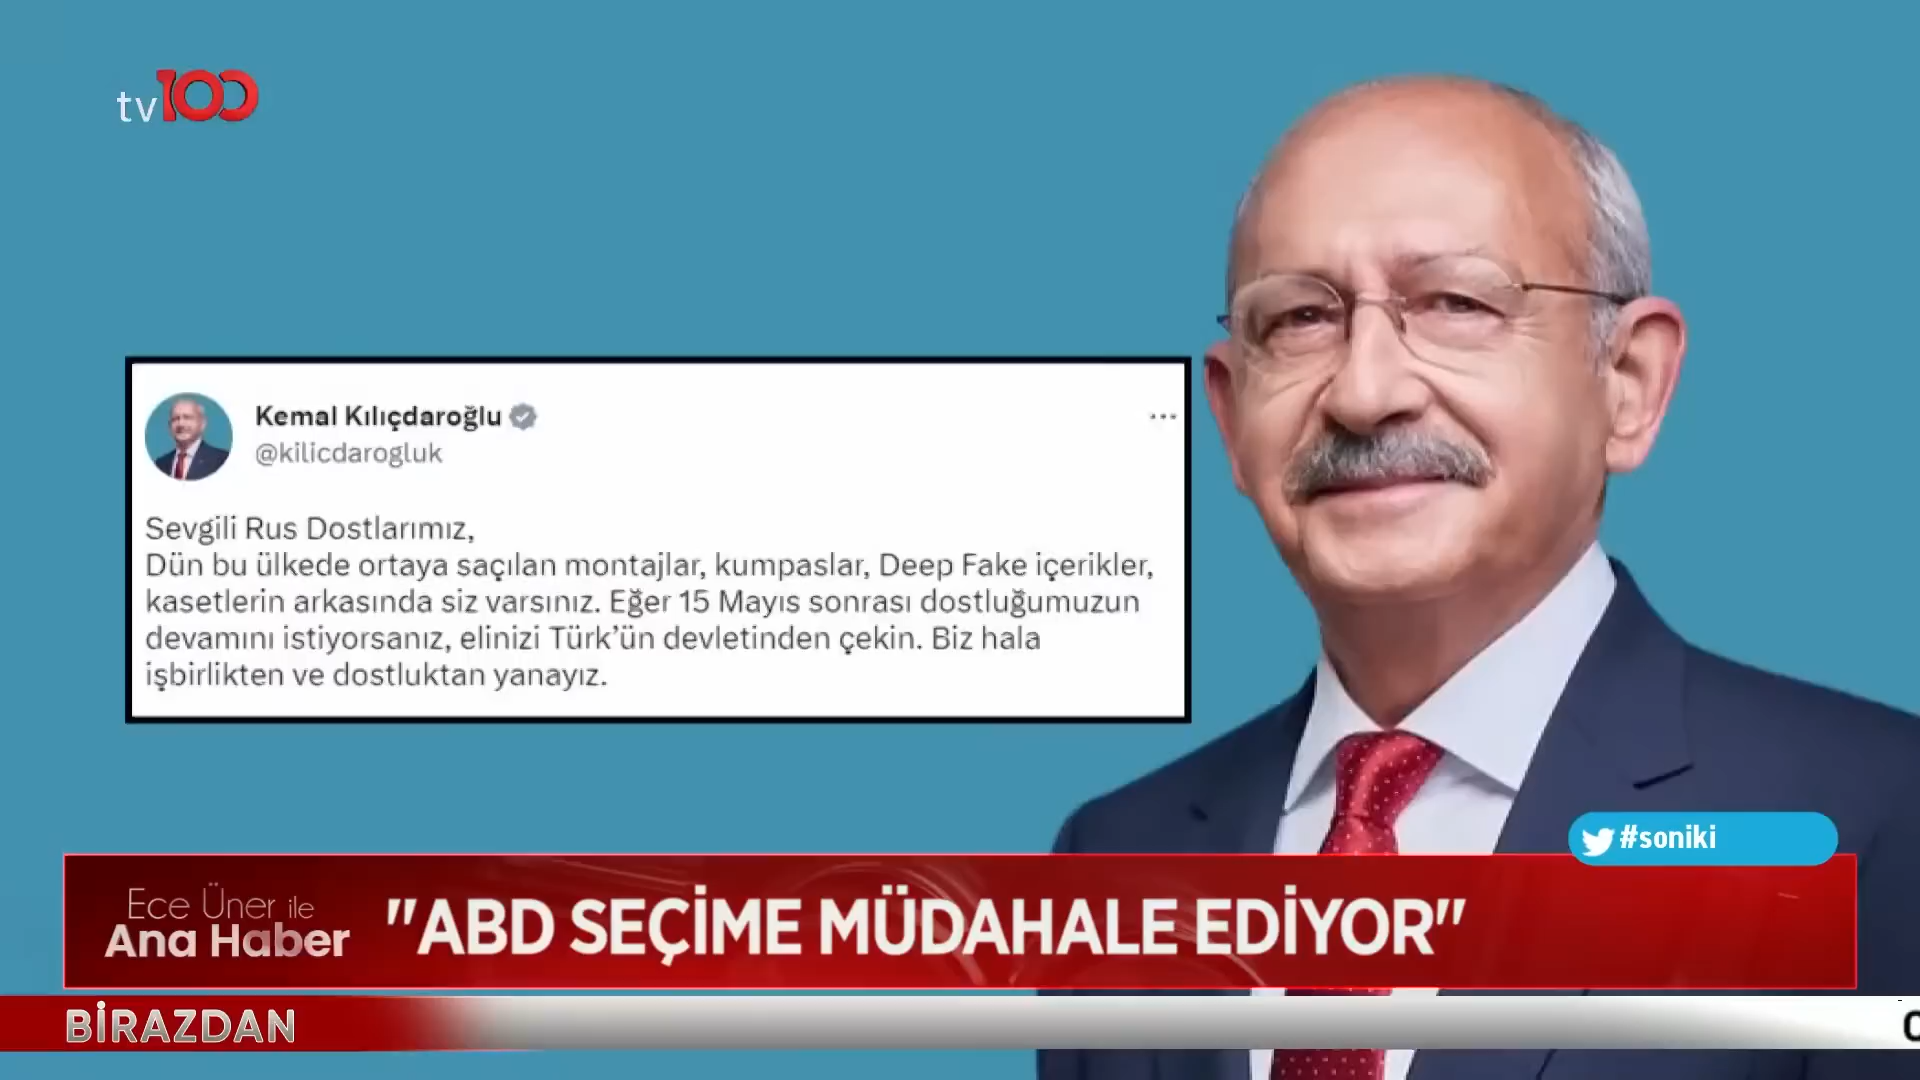 tv100
Kemal Kılıçdaroğlu
@kilicdarogluk
Sevgili Rus Dostlarımız,
Dün bu ülkede ortaya saçılan montajlar, kumpaslar, Deep Fake içerikler,
kasetlerin arkasında siz varsınız. Eğer 15 Mayıs sonrası dostluğumuzun
devamını istiyorsanız, elinizi Türk’ün devletinden çekin. Biz hala
işbirlikten ve dostluktan yanayız.
#soniki
Ece Üner ile
Ana Haber
"ABD SEÇİME MÜDAHALE EDİYOR"
BİRAZDAN